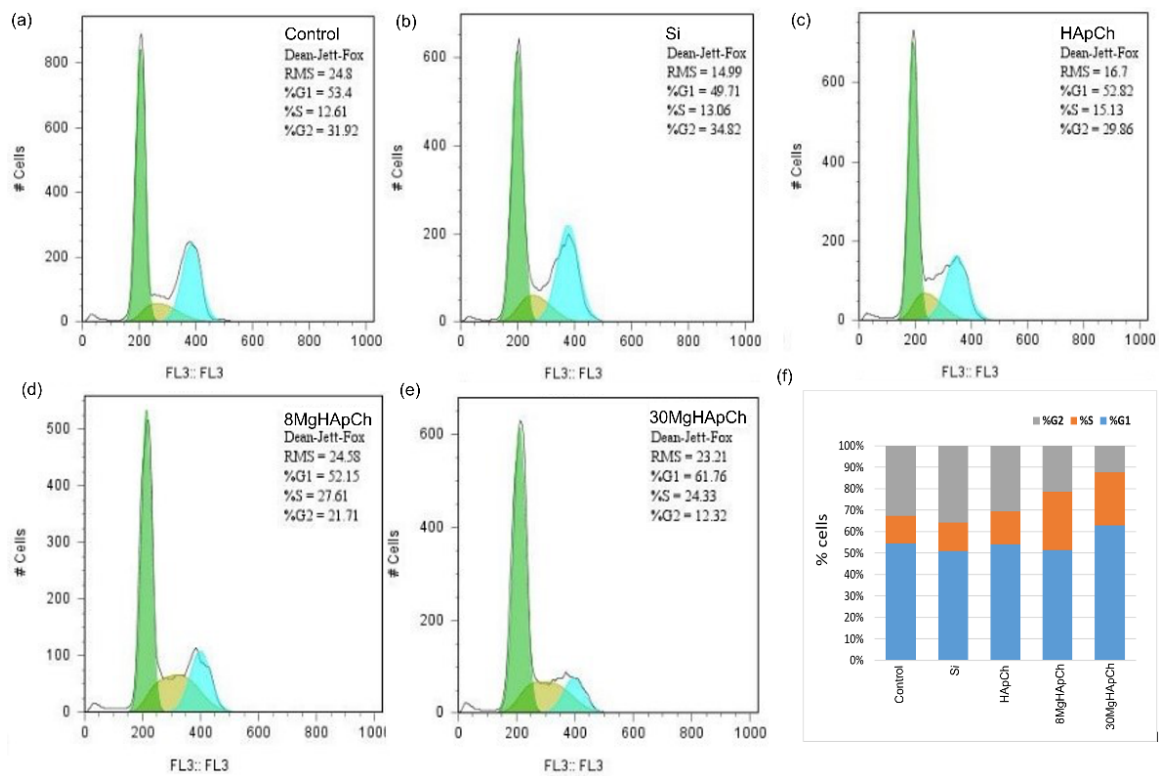 (a)
Control
Dean-Jett-Fox
RMS = 24.8
%G1 = 53.4
%S = 12.61
%G2 = 31.92
# Cells
800
600
400
200
0
0 200 400 600 800 1000
FL3:: FL3
(b)
Si
Dean-Jett-Fox
RMS = 14.99
%G1 = 49.71
%S = 13.06
%G2 = 34.82
# Cells
600
400
200
0
0 200 400 600 800 1000
FL3:: FL3
(c)
HApCh
Dean-Jett-Fox
RMS = 16.7
%G1 = 52.82
%S = 15.13
%G2 = 29.86
# Cells
600
400
200
0
0 200 400 600 800 1000
FL3:: FL3
(d)
8MgHApCh
Dean-Jett-Fox
RMS = 24.58
%G1 = 52.15
%S = 27.61
%G2 = 21.71
# Cells
500
400
300
200
100
0
0 200 400 600 800 1000
FL3:: FL3
(e)
30MgHApCh
Dean-Jett-Fox
RMS = 23.21
%G1 = 61.76
%S = 24.33
%G2 = 12.32
# Cells
600
400
200
0
0 200 400 600 800 1000
FL3:: FL3
(f)
%G2 %S %G1
% cells
100%
90%
80%
70%
60%
50%
40%
30%
20%
10%
0%
Control
Si
HApCh
8MgHApCh
30MgHApCh